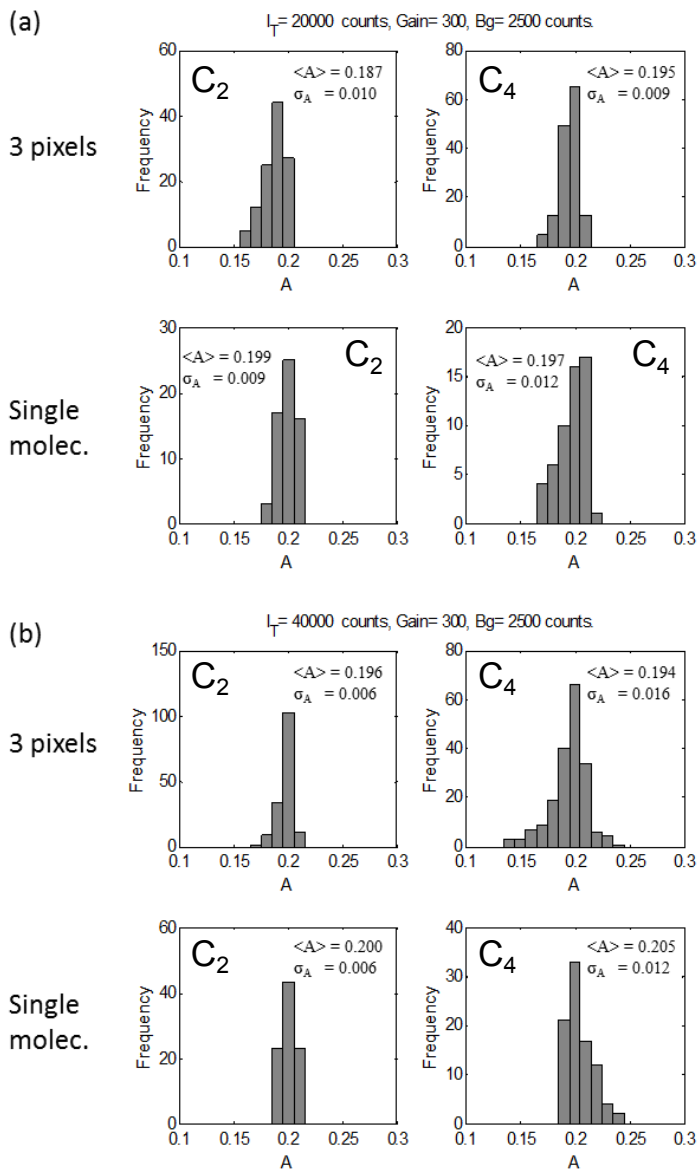 (a)
I_T= 20000 counts, Gain= 300, Bg= 2500 counts.
3 pixels
Frequency
60
40
20
0
0.1 0.15 0.2 0.25 0.3
A
C2
<A> = 0.187
σA = 0.010
Frequency
80
60
40
20
0
0.1 0.15 0.2 0.25 0.3
A
C4
<A> = 0.195
σA = 0.009
Single
molec.
Frequency
30
20
10
0
0.1 0.15 0.2 0.25 0.3
A
<A> = 0.199
σA = 0.009
C2
Frequency
20
15
10
5
0
0.1 0.15 0.2 0.25 0.3
A
<A> = 0.197
σA = 0.012
C4
(b)
I_T= 40000 counts, Gain= 300, Bg= 2500 counts.
3 pixels
Frequency
150
100
50
0
0.1 0.15 0.2 0.25 0.3
A
C2
<A> = 0.196
σA = 0.006
Frequency
80
60
40
20
0
0.1 0.15 0.2 0.25 0.3
A
C4
<A> = 0.194
σA = 0.016
Single
molec.
Frequency
60
40
20
0
0.1 0.15 0.2 0.25 0.3
A
C2
<A> = 0.200
σA = 0.006
Frequency
40
30
20
10
0
0.1 0.15 0.2 0.25 0.3
A
C4
<A> = 0.205
σA = 0.012